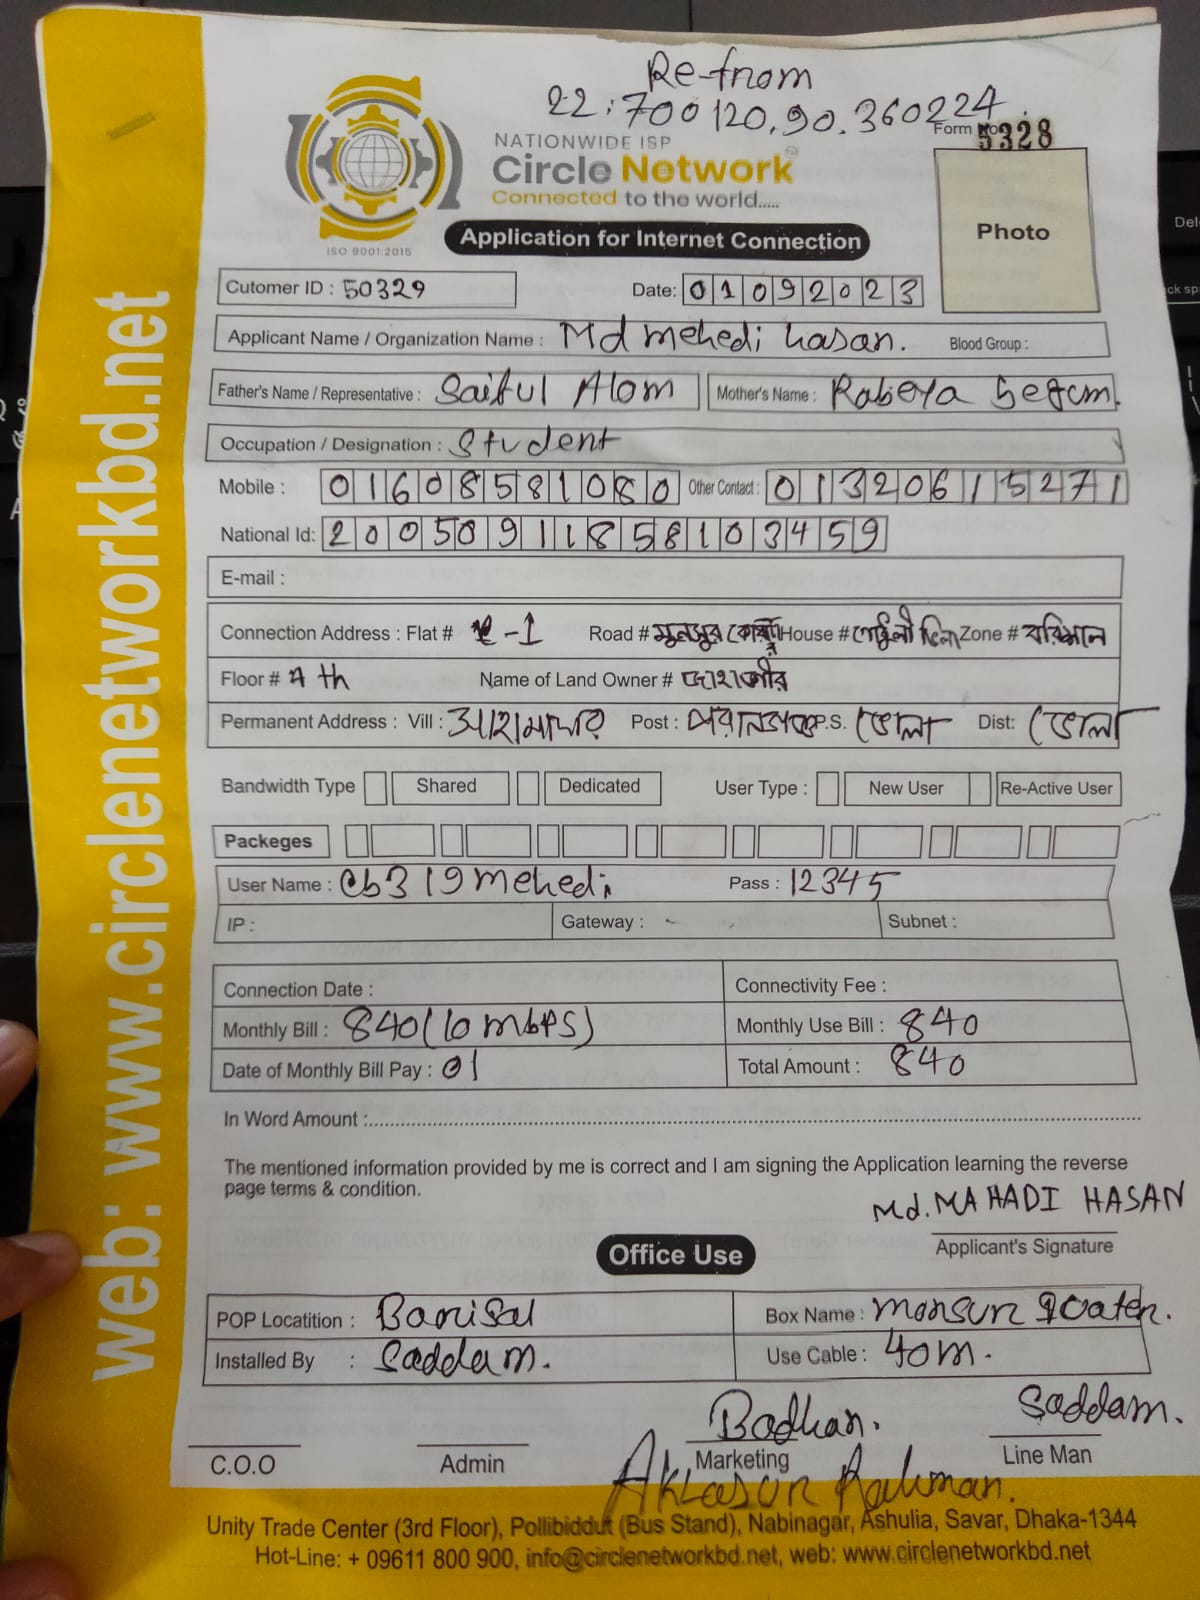 Re-from
22:700120,90.360224
Form No 5328
NATIONWIDE ISP
Circle Network
Connected to the world.....
ISO 9001:2015
Application for Internet Connection
Photo
Cutomer ID : 50329 Date: 01092023
Applicant Name / Organization Name : Md mehedi hasan. Blood Group :
Father's Name / Representative : Saiful Alom Mother's Name : Rabeya begum.
Occupation / Designation : Student
Mobile : 01608581080 Other Contact : 01320615271
National Id: 20050911858103459
E-mail :
Connection Address : Flat # -1 Road # মুনসুর House # Zone # বরিশাল
Floor # 4 th Name of Land Owner # জাহাঙ্গীর
Permanent Address : Vill : Post : পরানগঞ্জ P.S. ভোলা Dist: ভোলা
Bandwidth Type Shared Dedicated User Type : New User Re-Active User
Packeges
User Name : cb319mehedi Pass : 12345
IP : Gateway : Subnet :
Connection Date : Connectivity Fee :
Monthly Bill : 840(10 mbPS) Monthly Use Bill : 840
Date of Monthly Bill Pay : 01 Total Amount : 840
In Word Amount :
The mentioned information provided by me is correct and I am signing the Application learning the reverse
page terms & condition.
Md. MAHADI HASAN
Applicant's Signature
Office Use
POP Locatition : Barisal Box Name : monsur
Installed By : Saddam. Use Cable : 40m.
Badhan. Saddam.
C.O.O Admin Marketing Line Man
Aklasur Rahman.
Unity Trade Center (3rd Floor), Pollibiddut (Bus Stand), Nabinagar, Ashulia, Savar, Dhaka-1344
Hot-Line: + 09611 800 900, info@circlenetworkbd.net, web: www.circlenetworkbd.net
web: www.circlenetworkbd.net